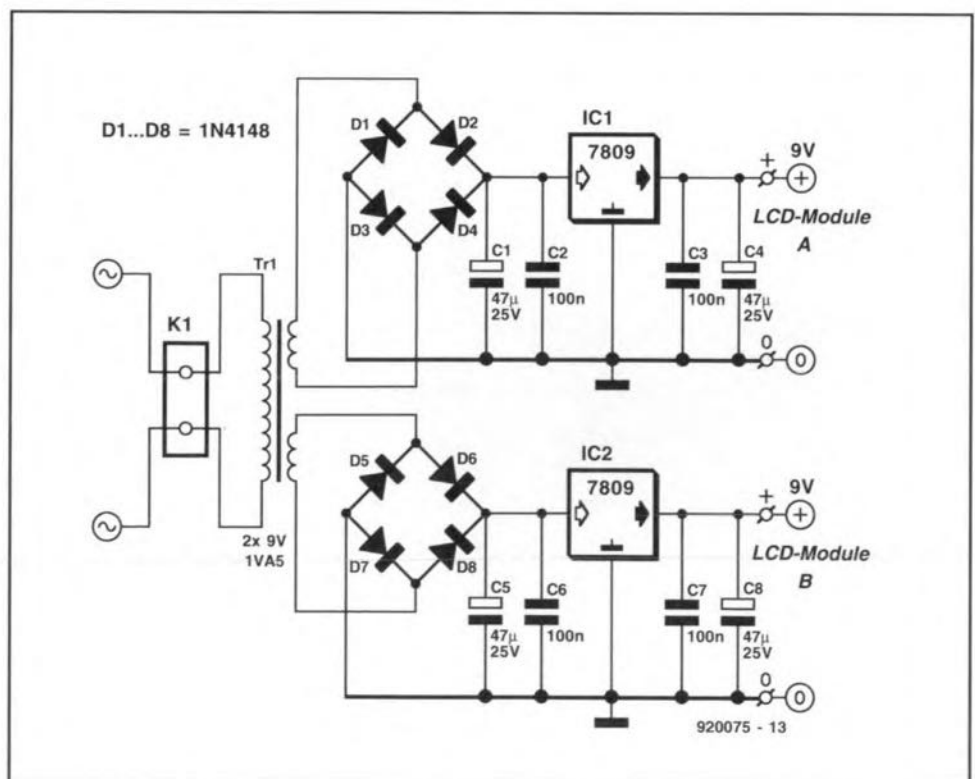 D1...D8 = 1N4148
D1
D2
D3
D4
IC1
7809
+
9V
+
LCD-Module
A
C1
47µ
25V
C2
100n
C3
100n
C4
47µ
25V
0
0
K1
Tr1
2x 9V
1VA5
D5
D6
D7
D8
IC2
7809
+
9V
+
LCD-Module
B
C5
47µ
25V
C6
100n
C7
100n
C8
47µ
25V
0
0
920075 - 13